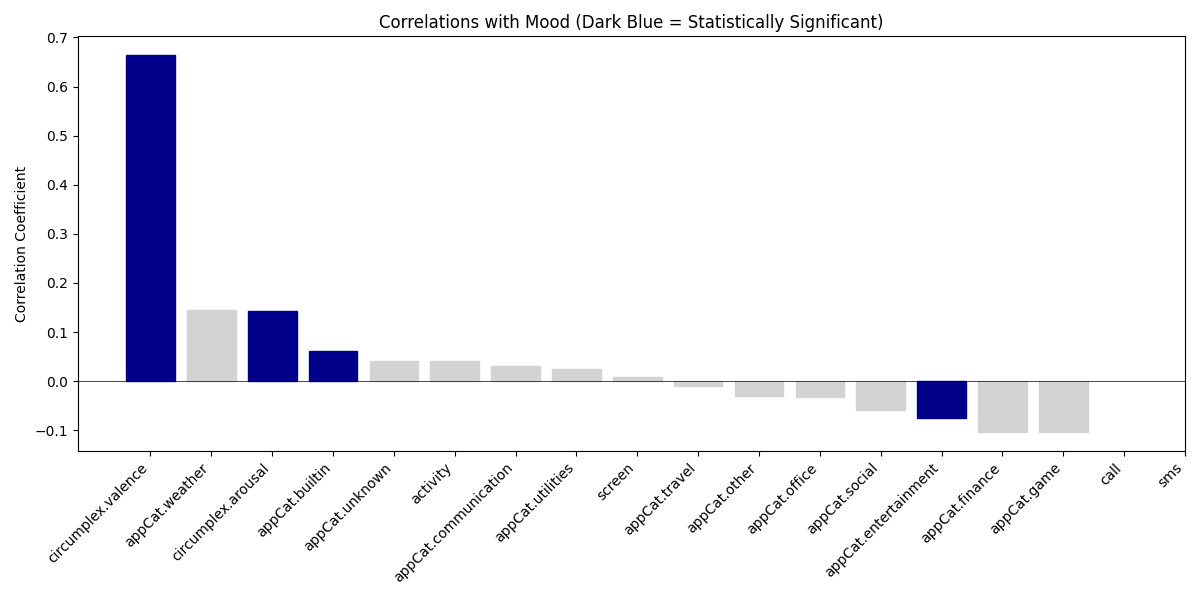 Correlations with Mood (Dark Blue = Statistically Significant)
Correlation Coefficient
0.7
0.6
0.5
0.4
0.3
0.2
0.1
0.0
−0.1
circumplex.valence
appCat.weather
circumplex.arousal
appCat.builtin
appCat.unknown
activity
appCat.communication
appCat.utilities
screen
appCat.travel
appCat.other
appCat.office
appCat.social
appCat.entertainment
appCat.finance
appCat.game
call
sms